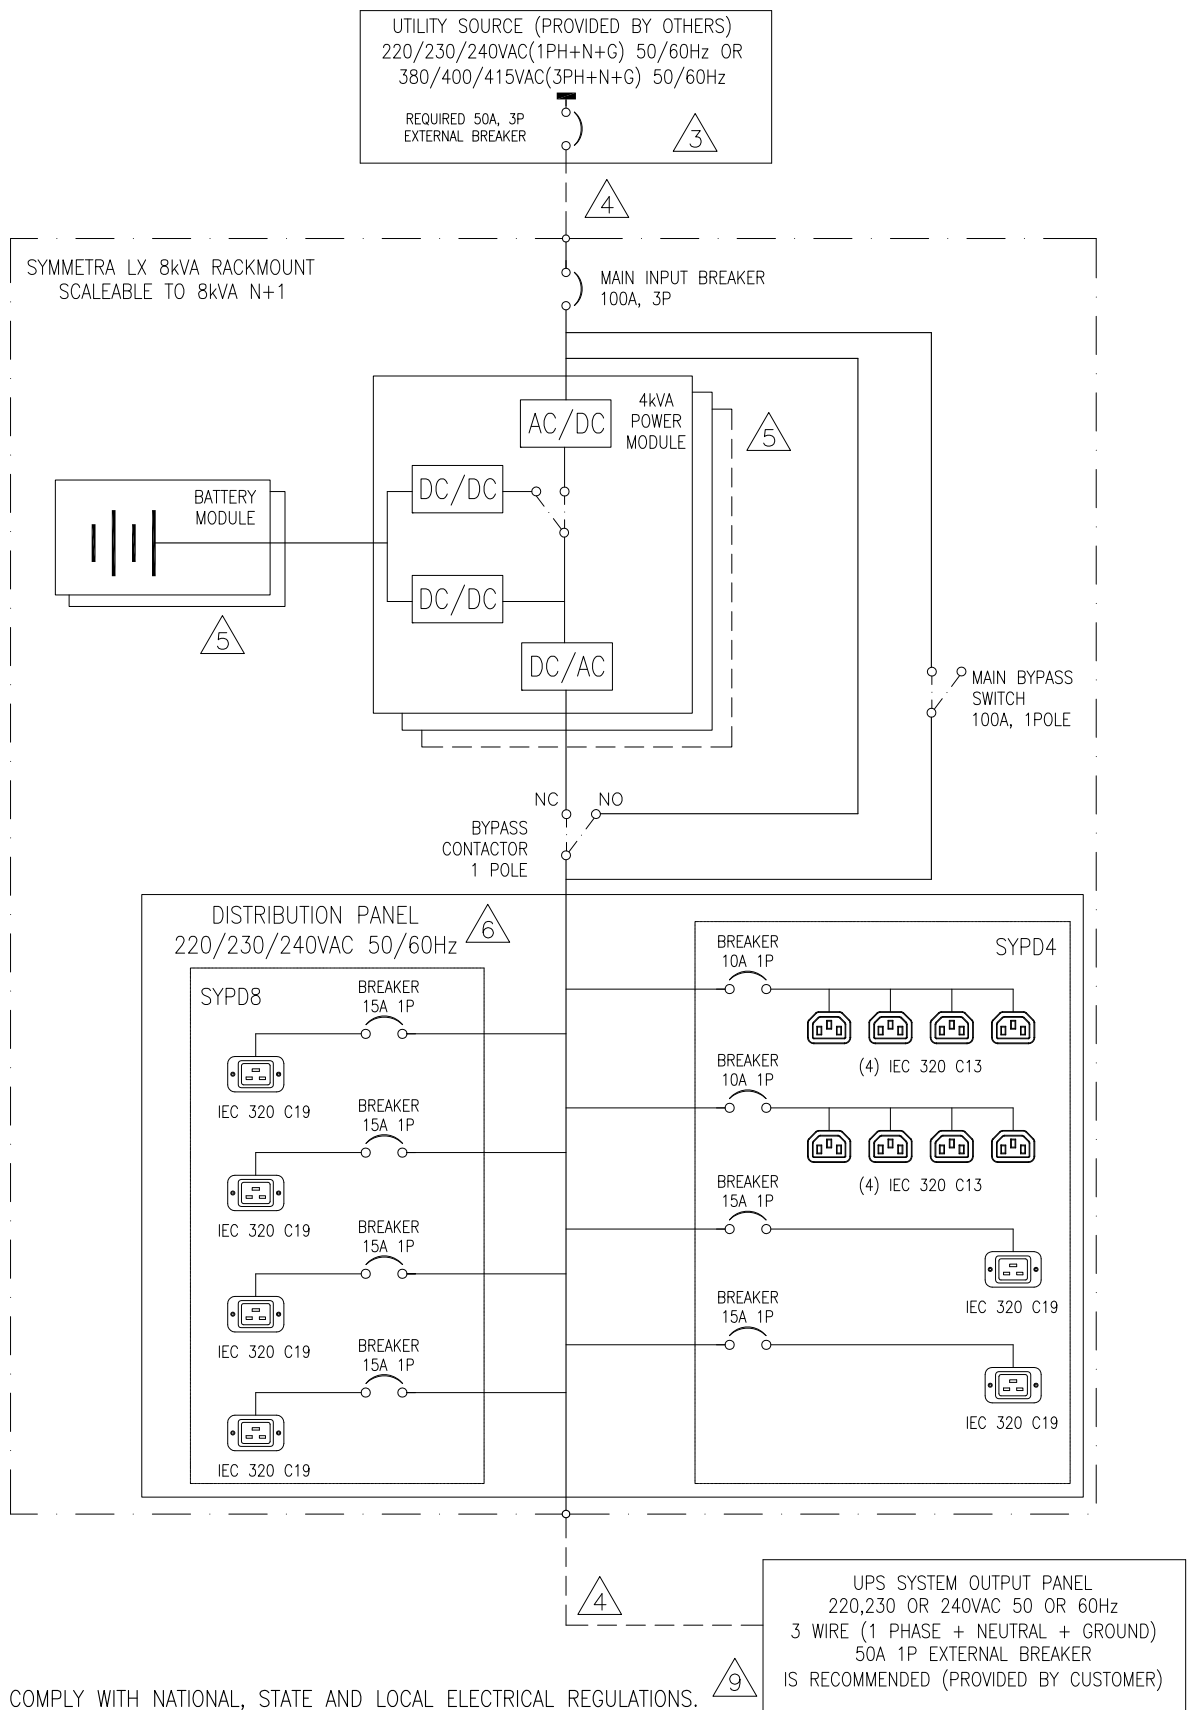 UTILITY SOURCE (PROVIDED BY OTHERS)
220/230/240VAC(1PH+N+G) 50/60Hz OR
380/400/415VAC(3PH+N+G) 50/60Hz
REQUIRED 50A, 3P
EXTERNAL BREAKER
3
4
SYMMETRA LX 8kVA RACKMOUNT
SCALEABLE TO 8kVA N+1
MAIN INPUT BREAKER
100A, 3P
AC/DC
4kVA
POWER
MODULE
5
DC/DC
BATTERY
MODULE
DC/DC
5
DC/AC
MAIN BYPASS
SWITCH
100A, 1POLE
NC
NO
BYPASS
CONTACTOR
1 POLE
DISTRIBUTION PANEL
220/230/240VAC 50/60Hz
6
SYPD8
BREAKER
15A 1P
IEC 320 C19
BREAKER
15A 1P
IEC 320 C19
BREAKER
15A 1P
IEC 320 C19
BREAKER
15A 1P
IEC 320 C19
SYPD4
BREAKER
10A 1P
(4) IEC 320 C13
BREAKER
10A 1P
(4) IEC 320 C13
BREAKER
15A 1P
IEC 320 C19
BREAKER
15A 1P
IEC 320 C19
4
UPS SYSTEM OUTPUT PANEL
220,230 OR 240VAC 50 OR 60Hz
3 WIRE (1 PHASE + NEUTRAL + GROUND)
50A 1P EXTERNAL BREAKER
IS RECOMMENDED (PROVIDED BY CUSTOMER)
9
COMPLY WITH NATIONAL, STATE AND LOCAL ELECTRICAL REGULATIONS.